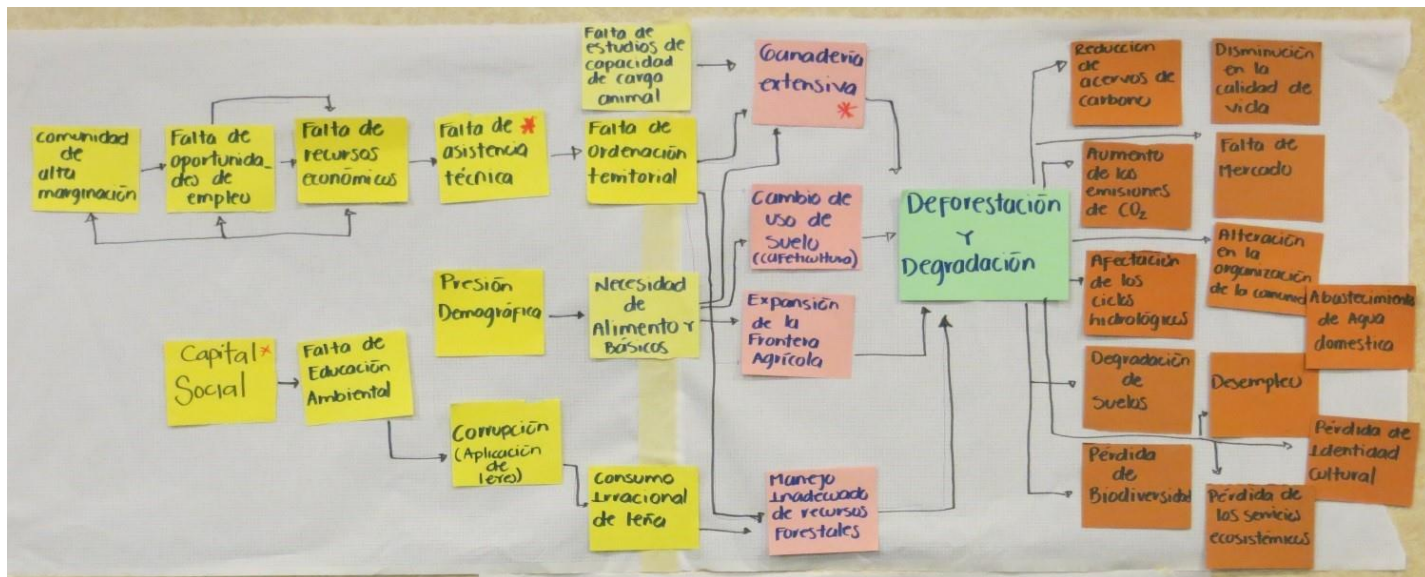 Falta de
estudios de
capacidad
de carga
animal
Ganadería
extensiva
*
Reducción
de
acervos de
carbono
Disminución
en la
calidad de
vida
comunidad
de
alta
marginación
Falta de
oportunida-
des de
empleo
Falta de
recursos
económicos
Falta de *
asistencia
técnica
Falta de
Ordenación
territorial
Aumento
de las
emisiones
de CO2
Falta de
Mercado
Cambio de
uso de
suelo
(cafeticultura)
Deforestación
Y
Degradación
Afectación
de los
ciclos
hidrológicos
Alteración
en la
organización
de la comunid
Abastecimiento
de Agua
domestica
Presión
Demográfica
Necesidad
de
Alimento y
Básicos
Expansión
de la
Frontera
Agrícola
Capital *
Social
Falta de
Educación
Ambiental
Degradación
de
suelos
Desempleo
Pérdida de
Identidad
cultural
Corrupción
(Aplicación
de
leyes)
Consumo
Irracional
de leña
Manejo
Inadecuado
de recursos
Forestales
Pérdida
de
Biodiversidad
Pérdida de
los servicios
ecosistémicos